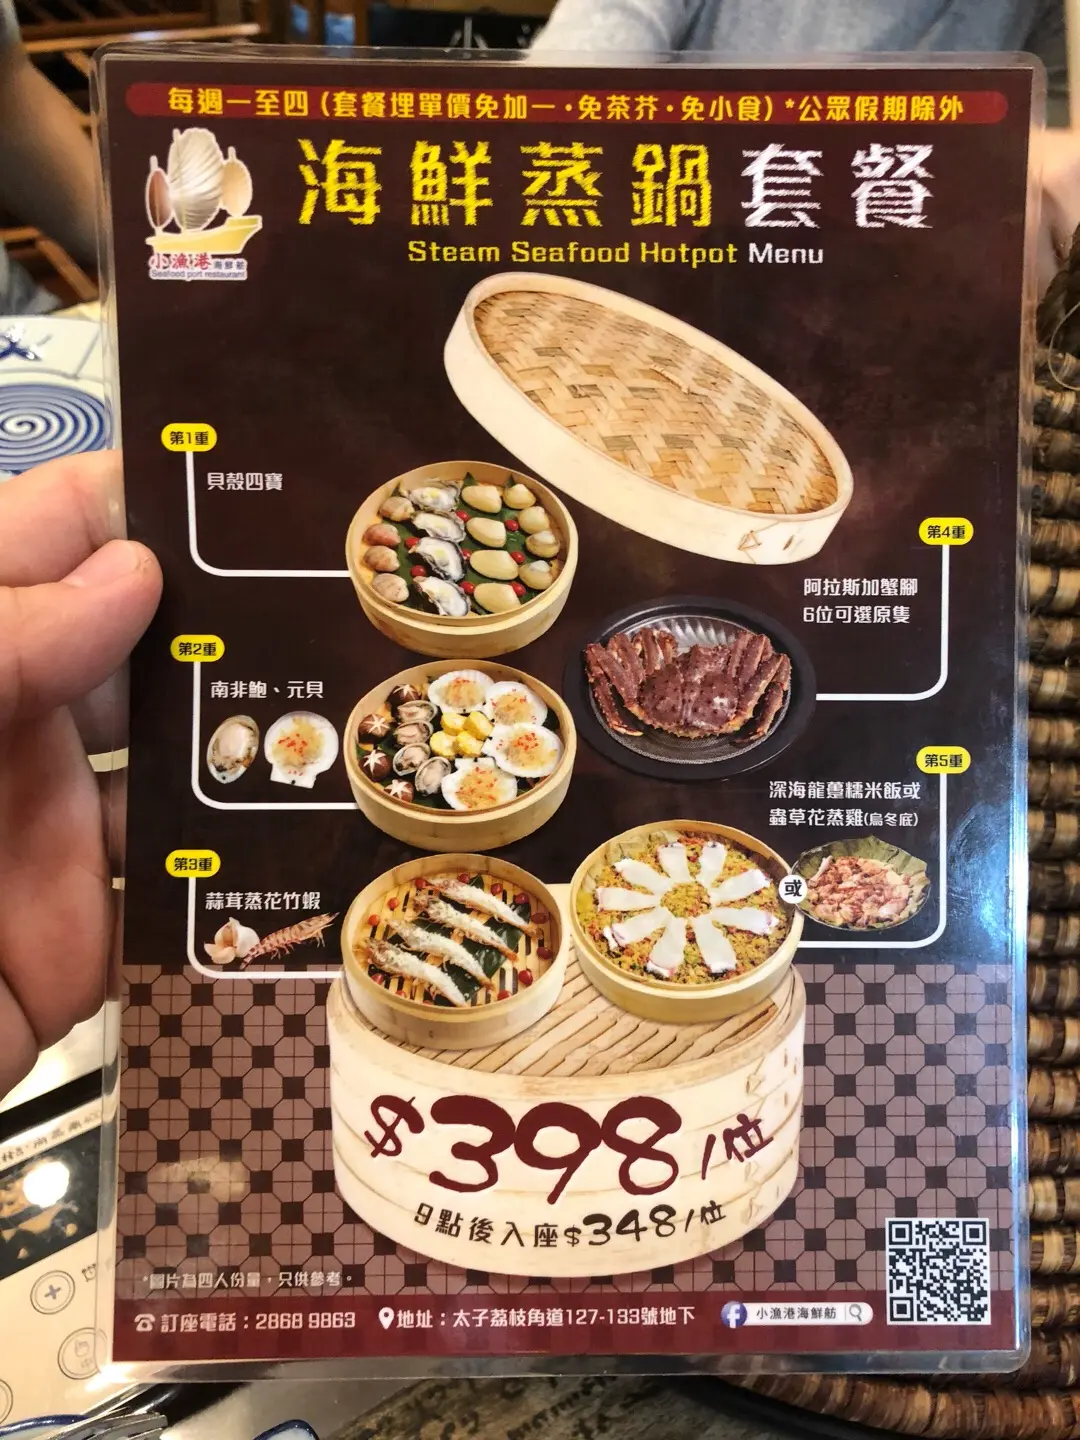 每週一至四 (套餐埋單價免加一・免茶芥・免小食) *公眾假期除外
小漁港海鮮舫
Seafood port restaurant
海鮮蒸鍋套餐
Steam Seafood Hotpot Menu
第1重
貝殼四寶
第2重
南非鮑、元貝
第3重
蒜茸蒸花竹蝦
第4重
阿拉斯加蟹腳
6位可選原隻
第5重
深海龍躉糯米飯或
蟲草花蒸雞(烏冬底)
或
$398/位
9點後入座$348/位
*圖片為四人份量，只供參考。
訂座電話：2868 9863
地址：太子荔枝角道127-133號地下
f 小漁港海鮮舫